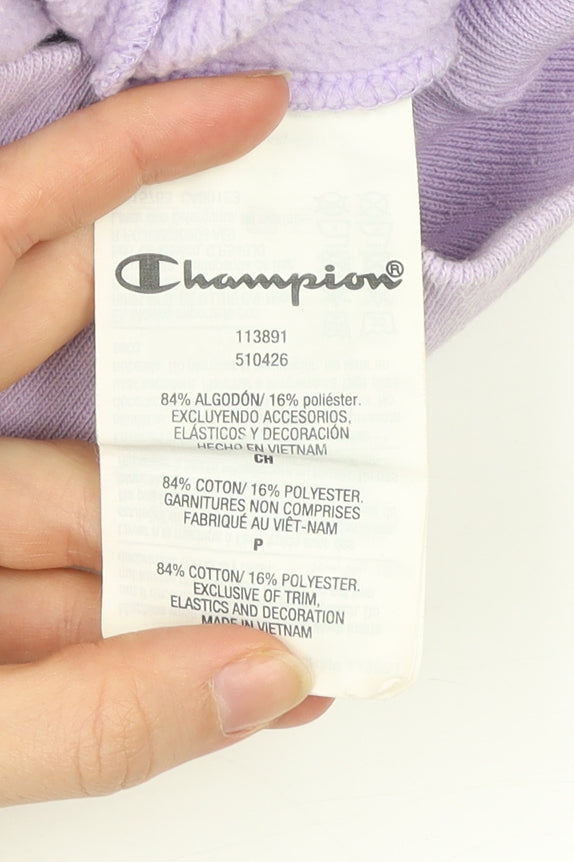 Champion®
113891
510426
84% ALGODÓN/ 16% poliéster.
EXCLUYENDO ACCESORIOS,
ELÁSTICOS Y DECORACIÓN
HECHO EN VIETNAM
CH
84% COTON/ 16% POLYESTER.
GARNITURES NON COMPRISES
FABRIQUÉ AU VIÊT-NAM
P
84% COTTON/ 16% POLYESTER.
EXCLUSIVE OF TRIM,
ELASTICS AND DECORATION
MADE IN VIETNAM